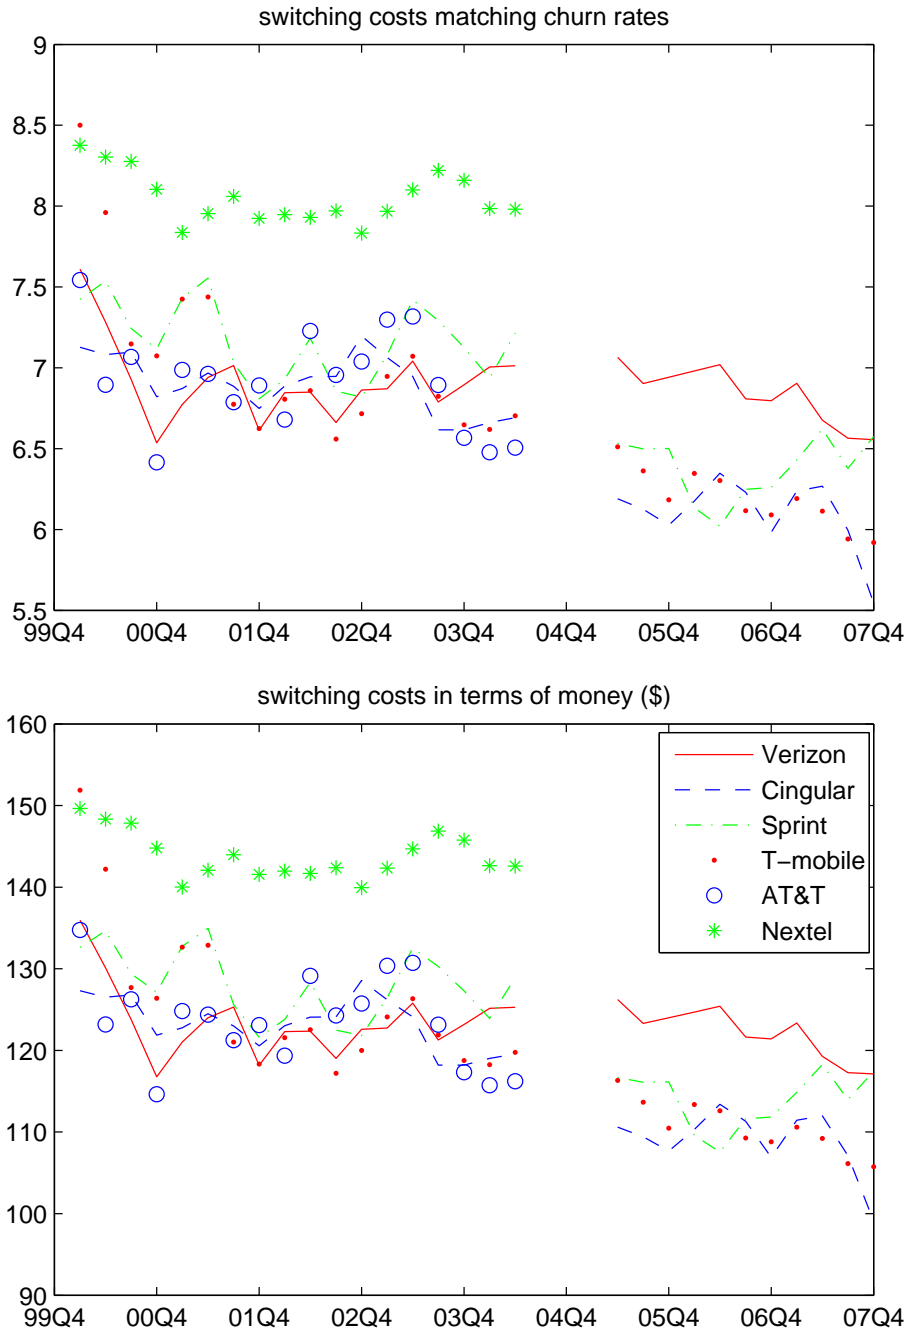 switching costs matching churn rates
9
8.5
8
7.5
7
6.5
6
5.5
99Q4 00Q4 01Q4 02Q4 03Q4 04Q4 05Q4 06Q4 07Q4
switching costs in terms of money ($)
160
150
140
130
120
110
100
90
Verizon
Cingular
Sprint
T−mobile
AT&T
Nextel
99Q4 00Q4 01Q4 02Q4 03Q4 04Q4 05Q4 06Q4 07Q4